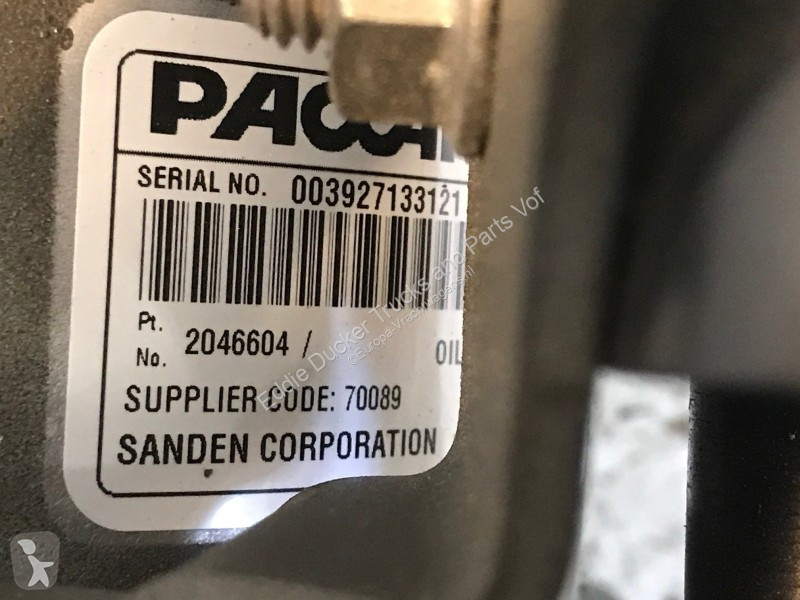 PACCAR
SERIAL NO. 003927133121
Pt.
No. 2046604 / OIL
SUPPLIER CODE: 70089
SANDEN CORPORATION
Eddie Ducker Trucks and Parts Vof